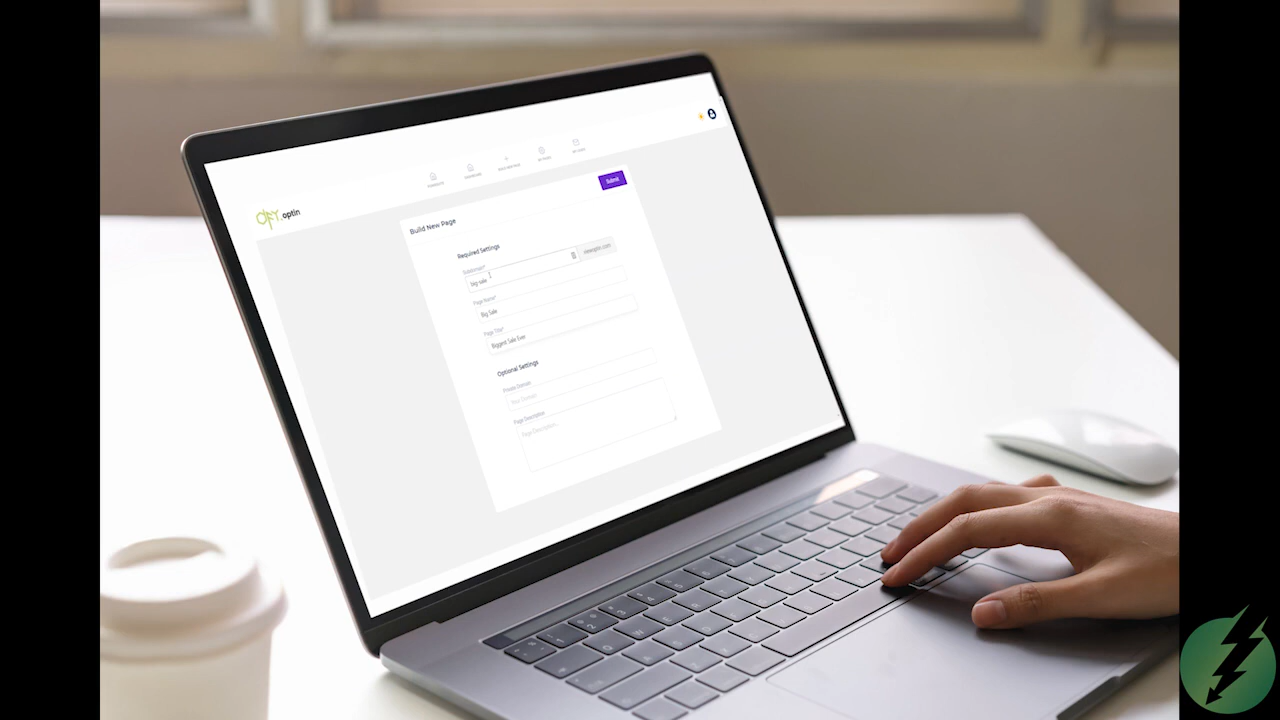 DFY.optin
Submit
Build New Page
Required Settings
Subdomain*
big-sale
Page Name*
Big Sale
Page Title*
Biggest Sale Ever
Optional Settings
Private Domain
Your Domain
Page Description
Page Description